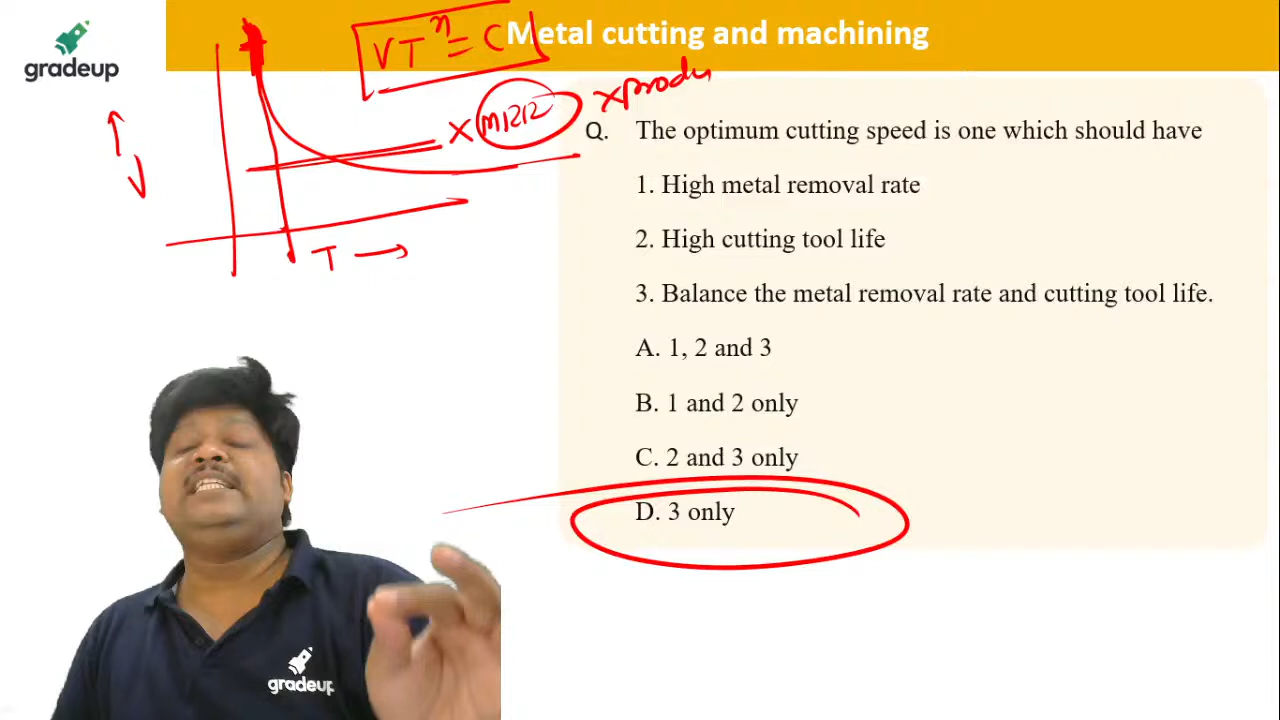 gradeup
VTⁿ = C
Metal cutting and machining
x produ
x MRR
V
T
Q. The optimum cutting speed is one which should have
1. High metal removal rate
2. High cutting tool life
3. Balance the metal removal rate and cutting tool life.
A. 1, 2 and 3
B. 1 and 2 only
C. 2 and 3 only
D. 3 only
gradeup